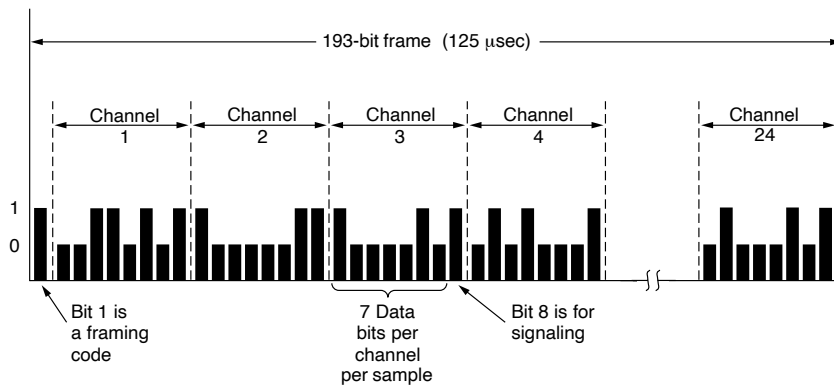 193-bit frame (125 μsec)
Channel
1
Channel
2
Channel
3
Channel
4
Channel
24
1
0
Bit 1 is
a framing
code
7 Data
bits per
channel
per sample
Bit 8 is for
signaling